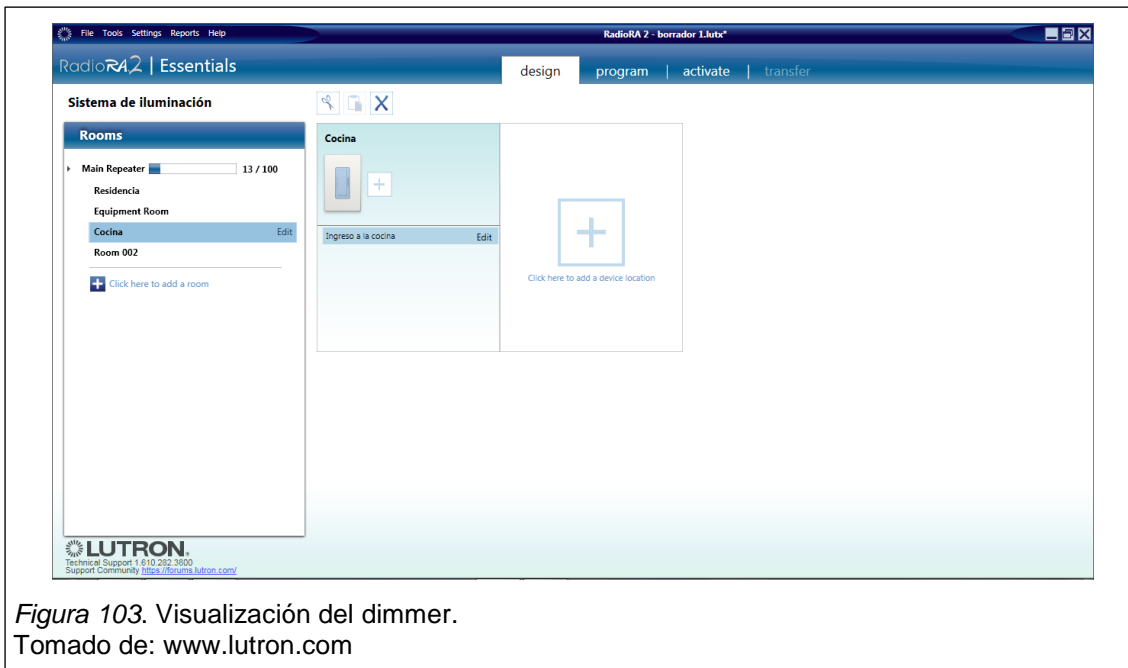 File Tools Settings Reports Help
RadioRA 2 - borrador 1.lutx*
RadioRA2 | Essentials
design program | activate | transfer
Sistema de iluminación
Rooms
Main Repeater 13 / 100
Residencia
Equipment Room
Cocina Edit
Room 002
Click here to add a room
Cocina
Ingreso a la cocina Edit
Click here to add a device location
LUTRON.
Technical Support 1.610.282.3800
Support Community https://forums.lutron.com/
Figura 103. Visualización del dimmer.
Tomado de: www.lutron.com